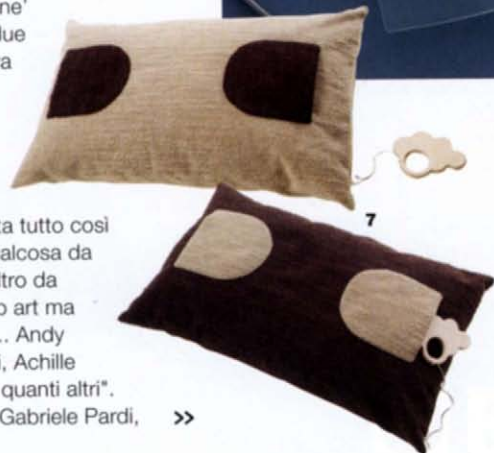 ne'
due
a
7
ta tutto così
alcosa da
ltro da
o art ma
.. Andy
i, Achille
quanti altri".
Gabriele Pardi, >>